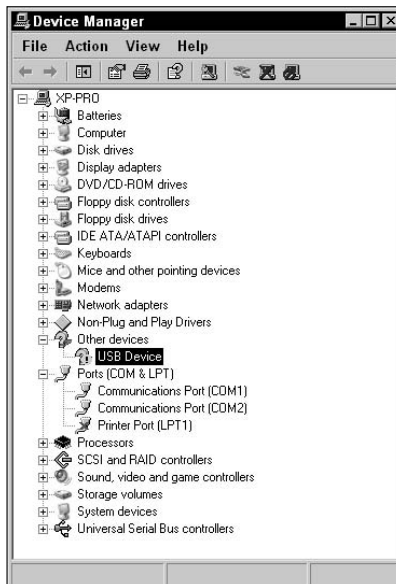 Device Manager
File Action View Help
XP-PRO
Batteries
Computer
Disk drives
Display adapters
DVD/CD-ROM drives
Floppy disk controllers
Floppy disk drives
IDE ATA/ATAPI controllers
Keyboards
Mice and other pointing devices
Modems
Network adapters
Non-Plug and Play Drivers
Other devices
USB Device
Ports (COM & LPT)
Communications Port (COM1)
Communications Port (COM2)
Printer Port (LPT1)
Processors
SCSI and RAID controllers
Sound, video and game controllers
Storage volumes
System devices
Universal Serial Bus controllers